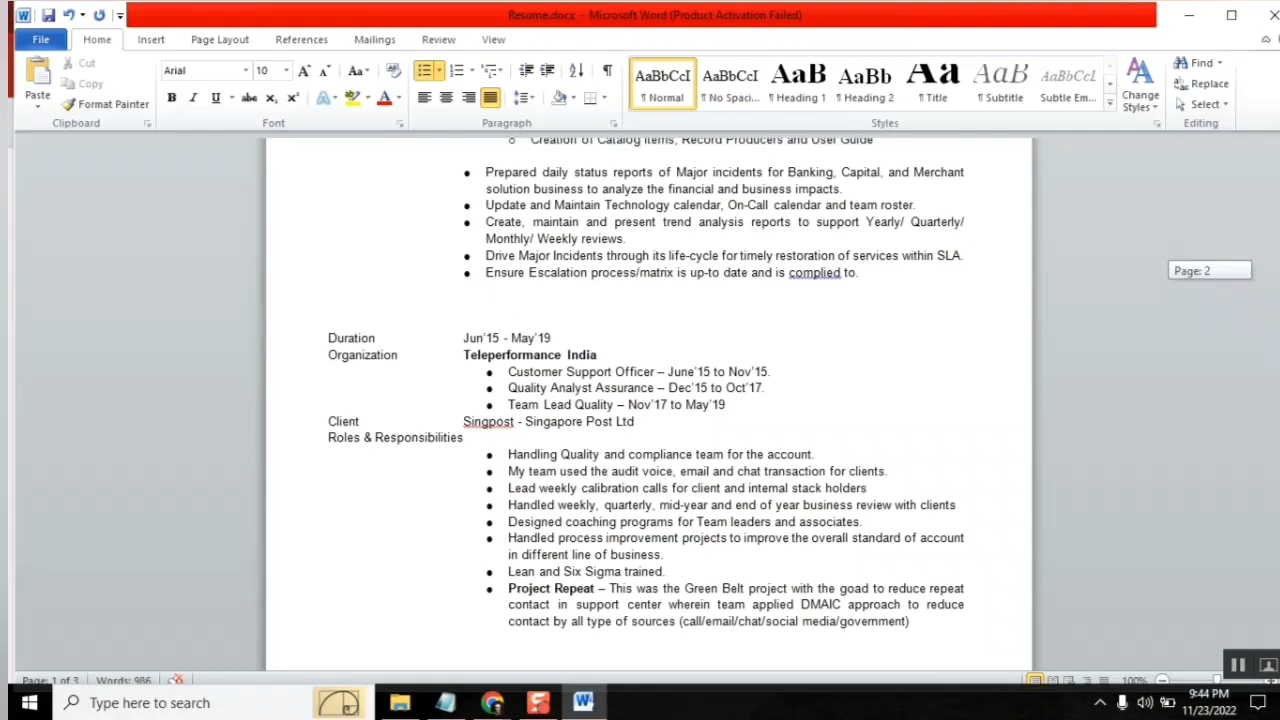 Resume.docx - Microsoft Word (Product Activation Failed)
File Home Insert Page Layout References Mailings Review View
Paste
Cut
Copy
Format Painter
Clipboard
Arial 10
Font
Paragraph
AaBbCcI AaBbCcI AaB AaBb Aa AaB AaBbCcI
¶ Normal ¶ No Spaci... ¶ Heading 1 ¶ Heading 2 ¶ Title ¶ Subtitle Subtle Em...
Styles
Change Styles
Find
Replace
Select
Editing
o Creation of Catalog Items, Record Producers and User Guide
● Prepared daily status reports of Major incidents for Banking, Capital, and Merchant
solution business to analyze the financial and business impacts.
● Update and Maintain Technology calendar, On-Call calendar and team roster.
● Create, maintain and present trend analysis reports to support Yearly/ Quarterly/
Monthly/ Weekly reviews.
● Drive Major Incidents through its life-cycle for timely restoration of services within SLA.
● Ensure Escalation process/matrix is up-to date and is complied to.
Page: 2
Duration Jun'15 - May'19
Organization Teleperformance India
● Customer Support Officer – June'15 to Nov'15.
● Quality Analyst Assurance – Dec'15 to Oct'17.
● Team Lead Quality – Nov'17 to May'19
Client Singpost - Singapore Post Ltd
Roles & Responsibilities
● Handling Quality and compliance team for the account.
● My team used the audit voice, email and chat transaction for clients.
● Lead weekly calibration calls for client and internal stack holders
● Handled weekly, quarterly, mid-year and end of year business review with clients
● Designed coaching programs for Team leaders and associates.
● Handled process improvement projects to improve the overall standard of account
in different line of business.
● Lean and Six Sigma trained.
● Project Repeat – This was the Green Belt project with the goad to reduce repeat
contact in support center wherein team applied DMAIC approach to reduce
contact by all type of sources (call/email/chat/social media/government)
Page: 1 of 3 Words: 986 100%
Type here to search
9:44 PM
11/23/2022